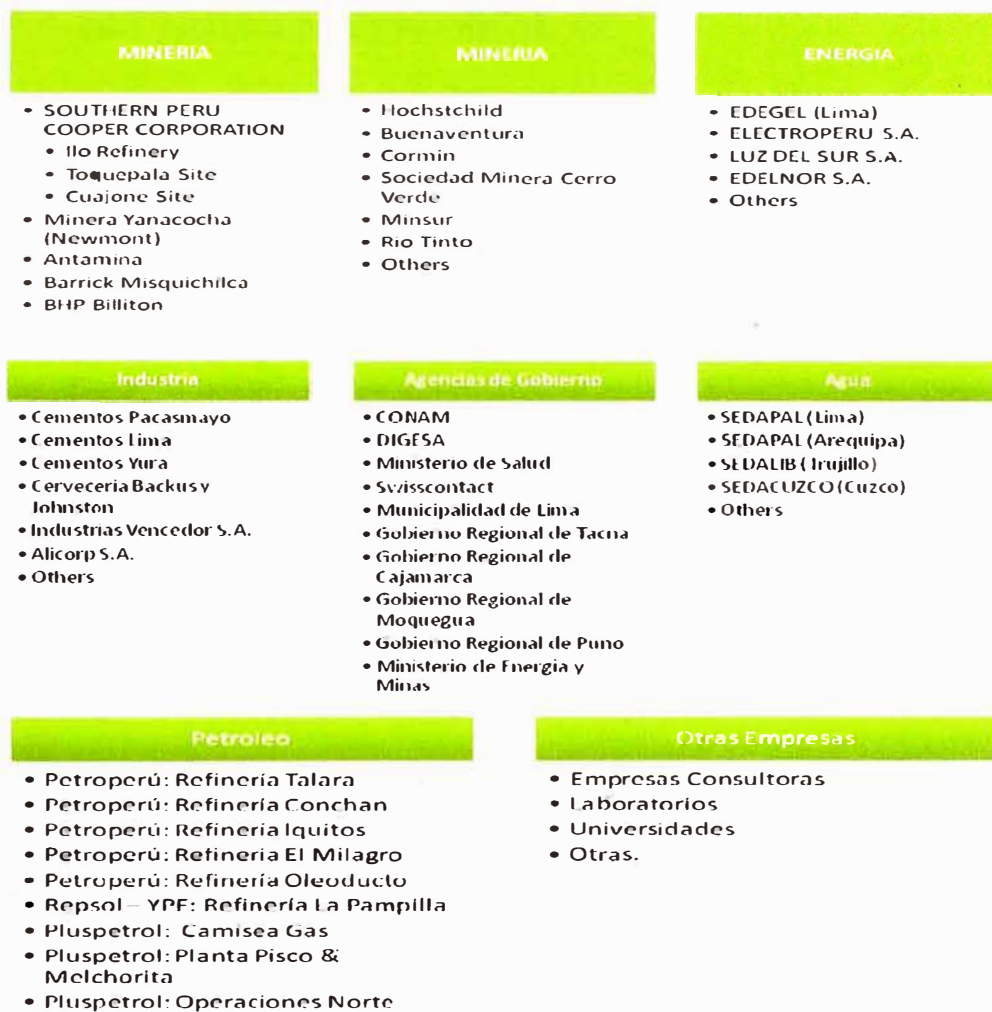 MINERIA
• SOUTHERN PERU
COOPER CORPORATION
• Ilo Refinery
• Toquepala Site
• Cuajone Site
• Minera Yanacocha
(Newmont)
• Antamina
• Barrick Misquichilca
• BHP Billiton
MINERIA
• Hochstchild
• Buenaventura
• Cormin
• Sociedad Minera Cerro
Verde
• Minsur
• Rio Tinto
• Others
ENERGIA
• EDEGEL (Lima)
• ELECTROPERU S.A.
• LUZ DEL SUR S.A.
• EDELNOR S.A.
• Others
Industria
• Cementos Pacasmayo
• Cementos Lima
• Cementos Yura
• Cerveceria Backus y
Johnston
• Industrias Vencedor S.A.
• Alicorp S.A.
• Others
Agencias de Gobierno
• CONAM
• DIGESA
• Ministerio de Salud
• Swisscontact
• Municipalidad de Lima
• Gobierno Regional de Tacna
• Gobierno Regional de
Cajamarca
• Gobierno Regional de
Moquegua
• Gobierno Regional de Puno
• Ministerio de Energia y
Minas
Agua
• SEDAPAL (Lima)
• SEDAPAL (Arequipa)
• SEDALIB (Trujillo)
• SEDACUZCO (Cuzco)
• Others
Petroleo
• Petroperú: Refinería Talara
• Petroperú: Refinería Conchan
• Petroperú: Refinería Iquitos
• Petroperú: Refineria El Milagro
• Petroperú: Refinería Oleoducto
• Repsol – YPF: Refinería La Pampilla
• Pluspetrol: Camisea Gas
• Pluspetrol: Planta Pisco &
Melchorita
• Pluspetrol: Operaciones Norte
Otras Empresas
• Empresas Consultoras
• Laboratorios
• Universidades
• Otras.